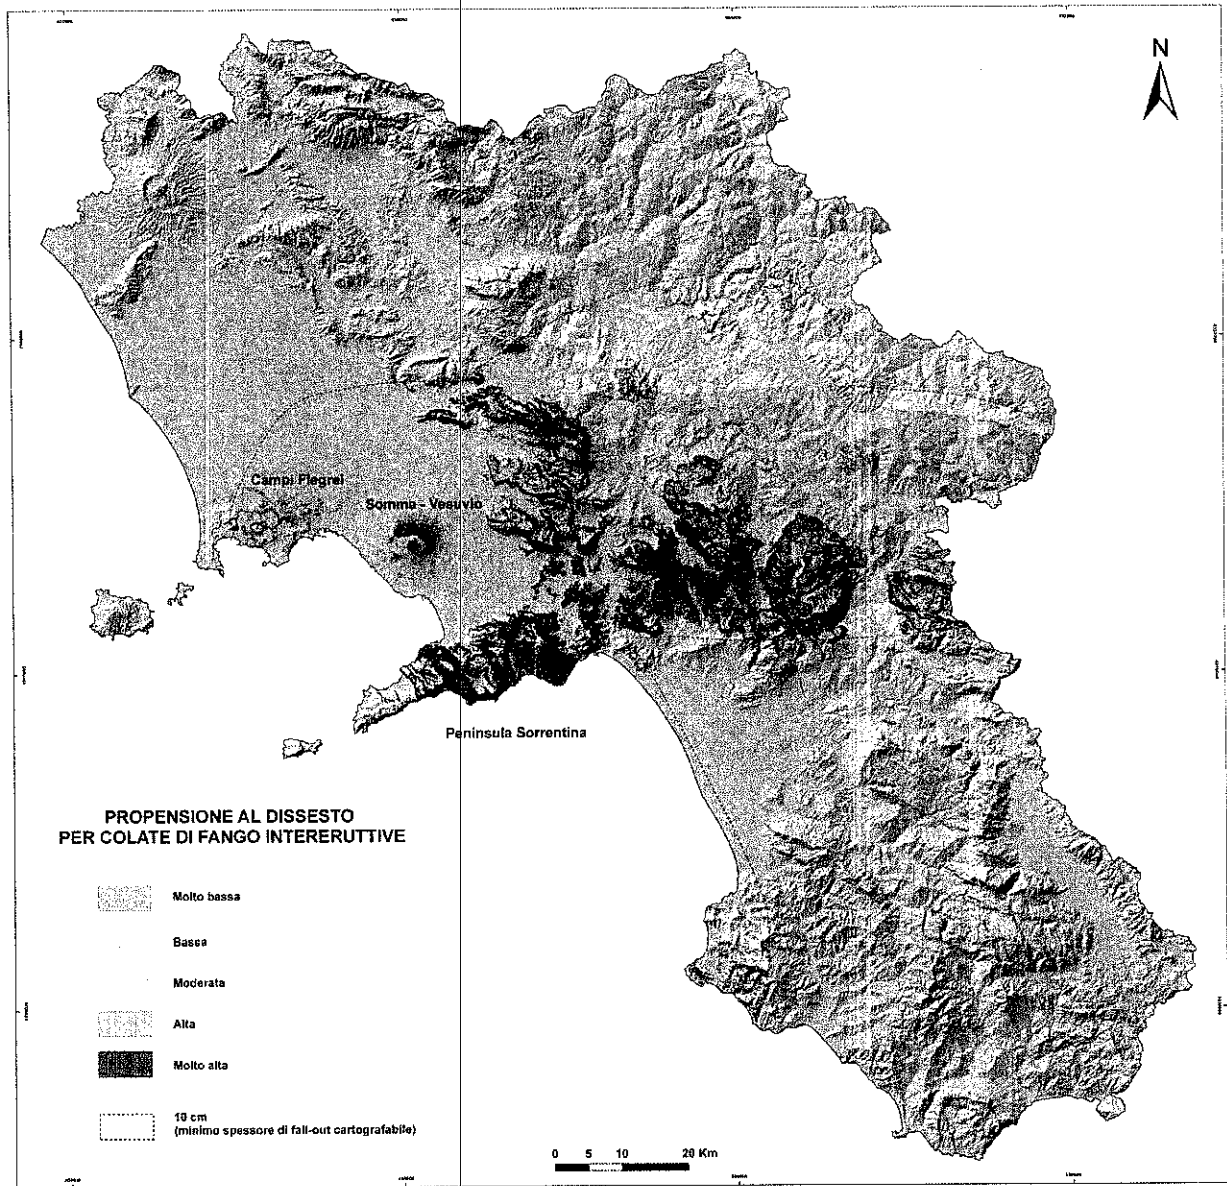 N
Campi Flegrei
Somma - Vesuvio
Peninsula Sorrentina
PROPENSIONE AL DISSESTO
PER COLATE DI FANGO INTERERUTTIVE
Molto bassa
Bassa
Moderata
Alta
Molto alta
10 cm
(minimo spessore di fall-out cartografabile)
0 5 10 20 Km